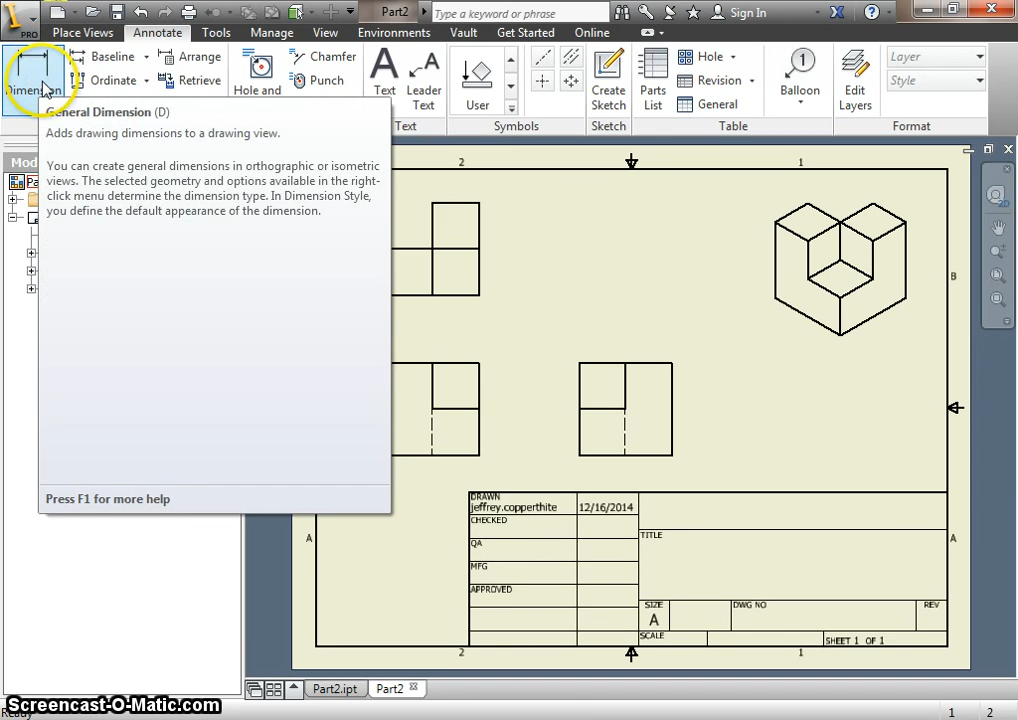 Part2
Type a keyword or phrase
Sign In
PRO
Place Views
Annotate
Tools
Manage
View
Environments
Vault
Get Started
Online
Dimension
Baseline
Ordinate
Arrange
Retrieve
Hole and
Chamfer
Punch
Text
Leader
Text
User
Create
Sketch
Parts
List
Hole
Revision
General
Balloon
Edit
Layers
Layer
Style
Text
Symbols
Sketch
Table
Format
General Dimension (D)
Adds drawing dimensions to a drawing view.
You can create general dimensions in orthographic or isometric
views. The selected geometry and options available in the right-
click menu determine the dimension type. In Dimension Style,
you define the default appearance of the dimension.
Press F1 for more help
2
1
B
A
A
DRAWN
jeffrey.copperthite
12/16/2014
CHECKED
QA
MFG
APPROVED
TITLE
SIZE
A
DWG NO
REV
SCALE
SHEET 1 OF 1
2
1
Part2.ipt
Part2
Screencast-O-Matic.com
Ready
1
2